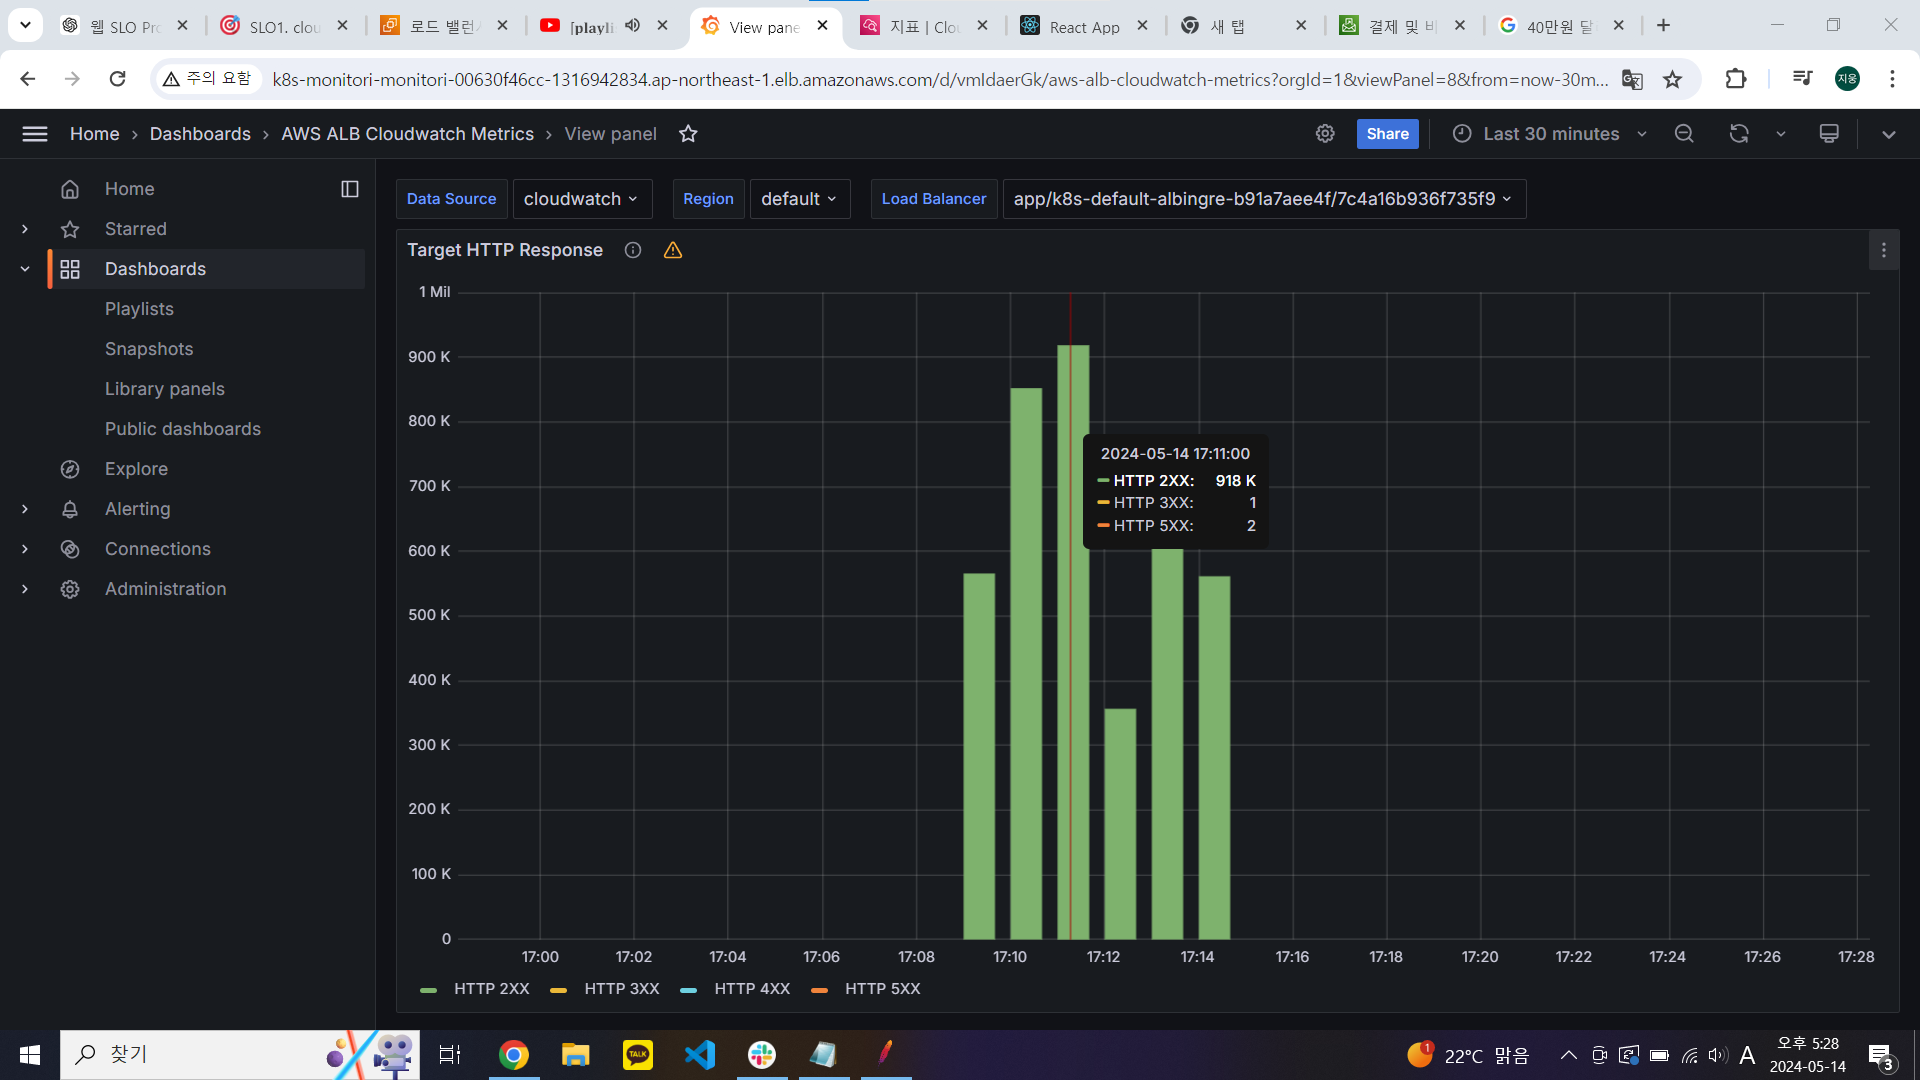 웹 SLO Pro
SLO1. clou
로드 밸런
[playli
View pane
지표 | Clou
React App
새 탭
결제 및 비
40만원 달
주의 요함
k8s-monitori-monitori-00630f46cc-1316942834.ap-northeast-1.elb.amazonaws.com/d/vmIdaerGk/aws-alb-cloudwatch-metrics?orgId=1&viewPanel=8&from=now-30m...
지웅
Home › Dashboards › AWS ALB Cloudwatch Metrics › View panel
Share
Last 30 minutes
Home
Starred
Dashboards
Playlists
Snapshots
Library panels
Public dashboards
Explore
Alerting
Connections
Administration
Data Source cloudwatch
Region default
Load Balancer app/k8s-default-albingre-b91a7aee4f/7c4a16b936f735f9
Target HTTP Response
1 Mil
900 K
800 K
700 K
600 K
500 K
400 K
300 K
200 K
100 K
0
2024-05-14 17:11:00
HTTP 2XX: 918 K
HTTP 3XX: 1
HTTP 5XX: 2
17:00 17:02 17:04 17:06 17:08 17:10 17:12 17:14 17:16 17:18 17:20 17:22 17:24 17:26 17:28
HTTP 2XX HTTP 3XX HTTP 4XX HTTP 5XX
찾기
TALK
1
22°C 맑음
A
오후 5:28
2024-05-14
3